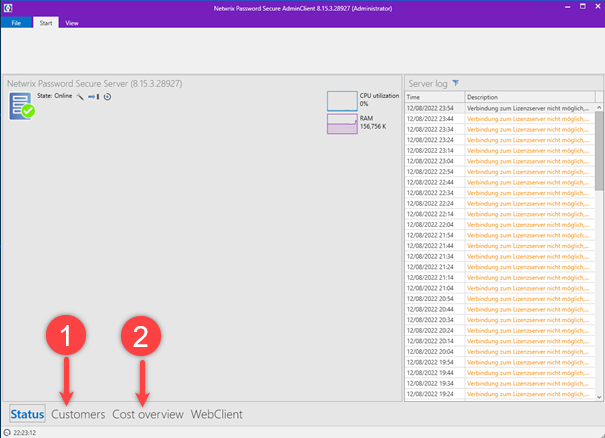 Netwrix Password Secure AdminClient 8.15.3.28927 (Administrator)
File Start View
Netwrix Password Secure Server (8.15.3.28927)
State: Online
CPU utilization
0%
RAM
156,756 K
Server log
Time Description
12/08/2022 23:54 Verbindung zum Lizenzserver nicht möglich,...
12/08/2022 23:44 Verbindung zum Lizenzserver nicht möglich,...
12/08/2022 23:34 Verbindung zum Lizenzserver nicht möglich,...
12/08/2022 23:24 Verbindung zum Lizenzserver nicht möglich,...
12/08/2022 23:14 Verbindung zum Lizenzserver nicht möglich,...
12/08/2022 23:04 Verbindung zum Lizenzserver nicht möglich,...
12/08/2022 22:54 Verbindung zum Lizenzserver nicht möglich,...
12/08/2022 22:44 Verbindung zum Lizenzserver nicht möglich,...
12/08/2022 22:34 Verbindung zum Lizenzserver nicht möglich,...
12/08/2022 22:24 Verbindung zum Lizenzserver nicht möglich,...
12/08/2022 22:14 Verbindung zum Lizenzserver nicht möglich,...
12/08/2022 22:04 Verbindung zum Lizenzserver nicht möglich,...
12/08/2022 21:54 Verbindung zum Lizenzserver nicht möglich,...
12/08/2022 21:44 Verbindung zum Lizenzserver nicht möglich,...
12/08/2022 21:34 Verbindung zum Lizenzserver nicht möglich,...
12/08/2022 21:24 Verbindung zum Lizenzserver nicht möglich,...
12/08/2022 21:14 Verbindung zum Lizenzserver nicht möglich,...
12/08/2022 21:04 Verbindung zum Lizenzserver nicht möglich,...
12/08/2022 20:54 Verbindung zum Lizenzserver nicht möglich,...
12/08/2022 20:44 Verbindung zum Lizenzserver nicht möglich,...
12/08/2022 20:34 Verbindung zum Lizenzserver nicht möglich,...
12/08/2022 20:24 Verbindung zum Lizenzserver nicht möglich,...
12/08/2022 20:14 Verbindung zum Lizenzserver nicht möglich,...
12/08/2022 20:04 Verbindung zum Lizenzserver nicht möglich,...
12/08/2022 19:54 Verbindung zum Lizenzserver nicht möglich,...
12/08/2022 19:44 Verbindung zum Lizenzserver nicht möglich,...
12/08/2022 19:34 Verbindung zum Lizenzserver nicht möglich,...
12/08/2022 19:24 Verbindung zum Lizenzserver nicht möglich,...
1 2
Status Customers Cost overview WebClient
22:23:12